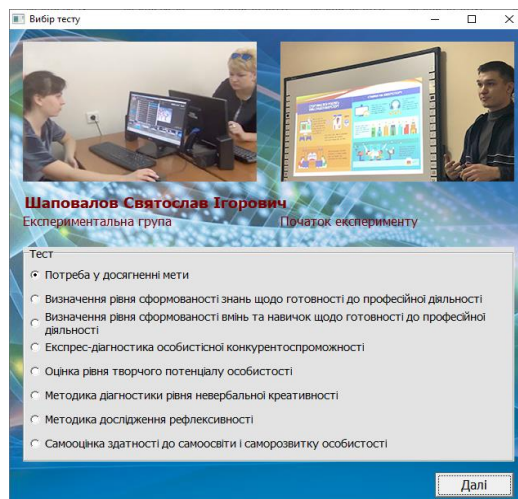 Вибір тесту
Шаповалов Святослав Ігорович
Експериментальна група
Початок експерименту
Тест
Потреба у досягненні мети
Визначення рівня сформованості знань щодо готовності до професійної діяльності
Визначення рівня сформованості вмінь та навичок щодо готовності до професійної
діяльності
Експрес-діагностика особистісної конкурентоспроможності
Оцінка рівня творчого потенціалу особистості
Методика діагностики рівня невербальної креативності
Методика дослідження рефлексивності
Самооцінка здатності до самоосвіти і саморозвитку особистості
Далі